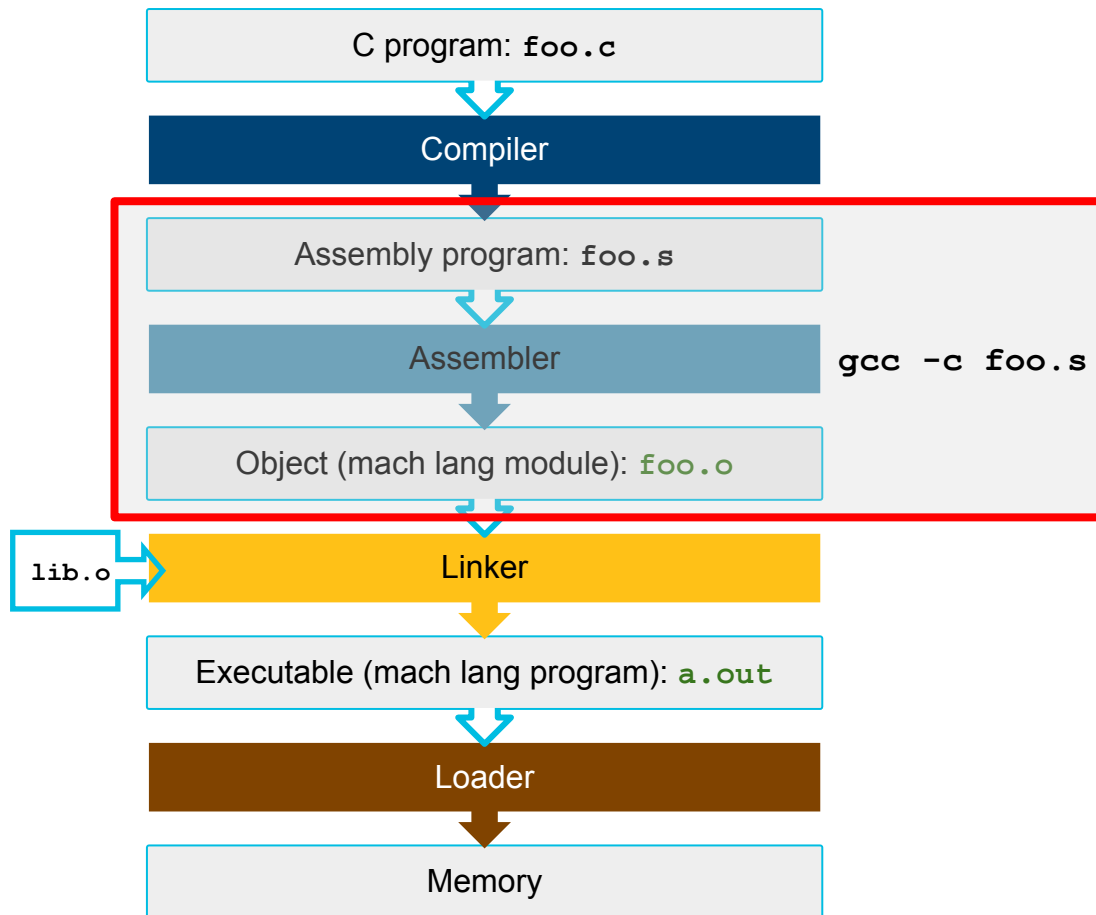 C program: foo.c
Compiler
Assembly program: foo.s
Assembler
gcc -c foo.s
Object (mach lang module): foo.o
lib.o
Linker
Executable (mach lang program): a.out
Loader
Memory